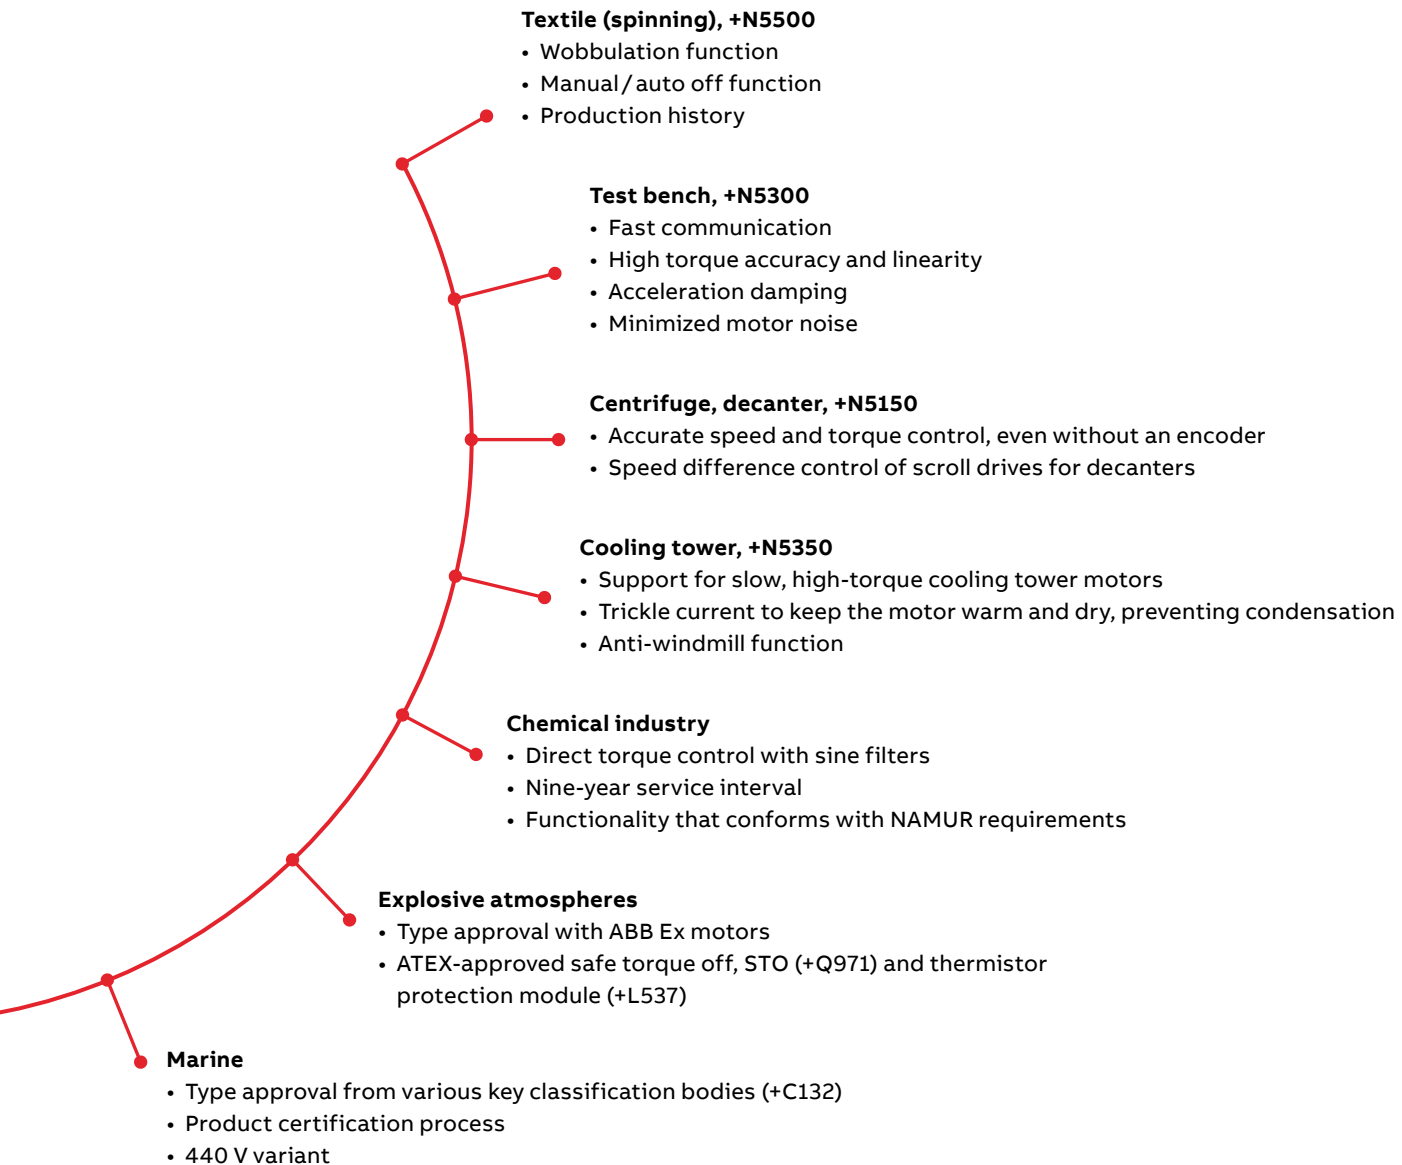 Textile (spinning), +N5500
• Wobbulation function
• Manual/auto off function
• Production history
Test bench, +N5300
• Fast communication
• High torque accuracy and linearity
• Acceleration damping
• Minimized motor noise
Centrifuge, decanter, +N5150
• Accurate speed and torque control, even without an encoder
• Speed difference control of scroll drives for decanters
Cooling tower, +N5350
• Support for slow, high-torque cooling tower motors
• Trickle current to keep the motor warm and dry, preventing condensation
• Anti-windmill function
Chemical industry
• Direct torque control with sine filters
• Nine-year service interval
• Functionality that conforms with NAMUR requirements
Explosive atmospheres
• Type approval with ABB Ex motors
• ATEX-approved safe torque off, STO (+Q971) and thermistor
protection module (+L537)
Marine
• Type approval from various key classification bodies (+C132)
• Product certification process
• 440 V variant